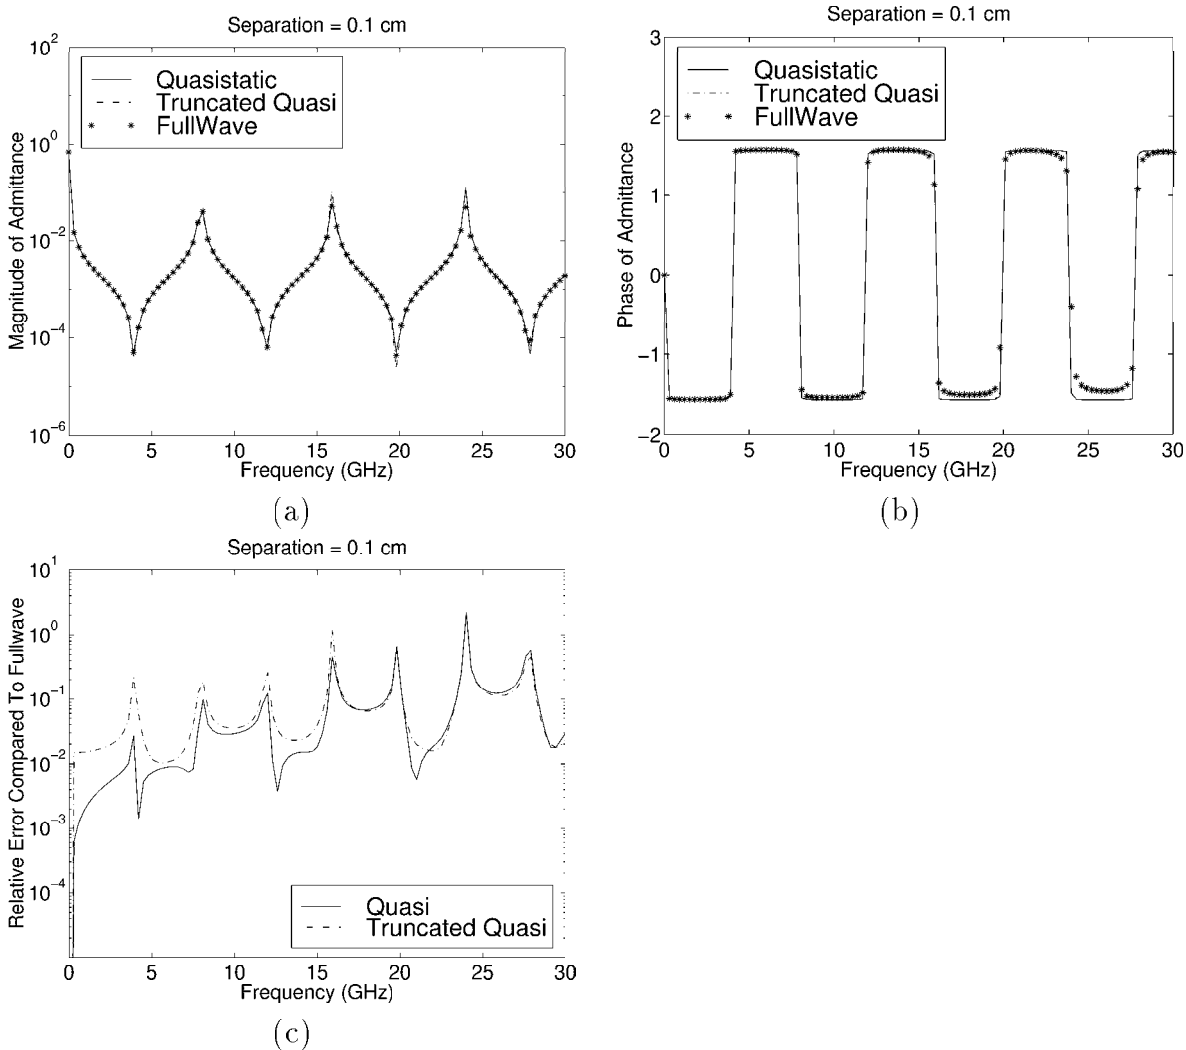 Separation = 0.1 cm
Magnitude of Admittance
10^2
10^0
10^−2
10^−4
10^−6
Quasistatic
Truncated Quasi
FullWave
0 5 10 15 20 25 30
Frequency (GHz)
(a)
Separation = 0.1 cm
Phase of Admittance
3
2
1
0
−1
−2
Quasistatic
Truncated Quasi
FullWave
0 5 10 15 20 25 30
Frequency (GHz)
(b)
Separation = 0.1 cm
Relative Error Compared To Fullwave
10^1
10^0
10^−1
10^−2
10^−3
10^−4
Quasi
Truncated Quasi
0 5 10 15 20 25 30
Frequency (GHz)
(c)